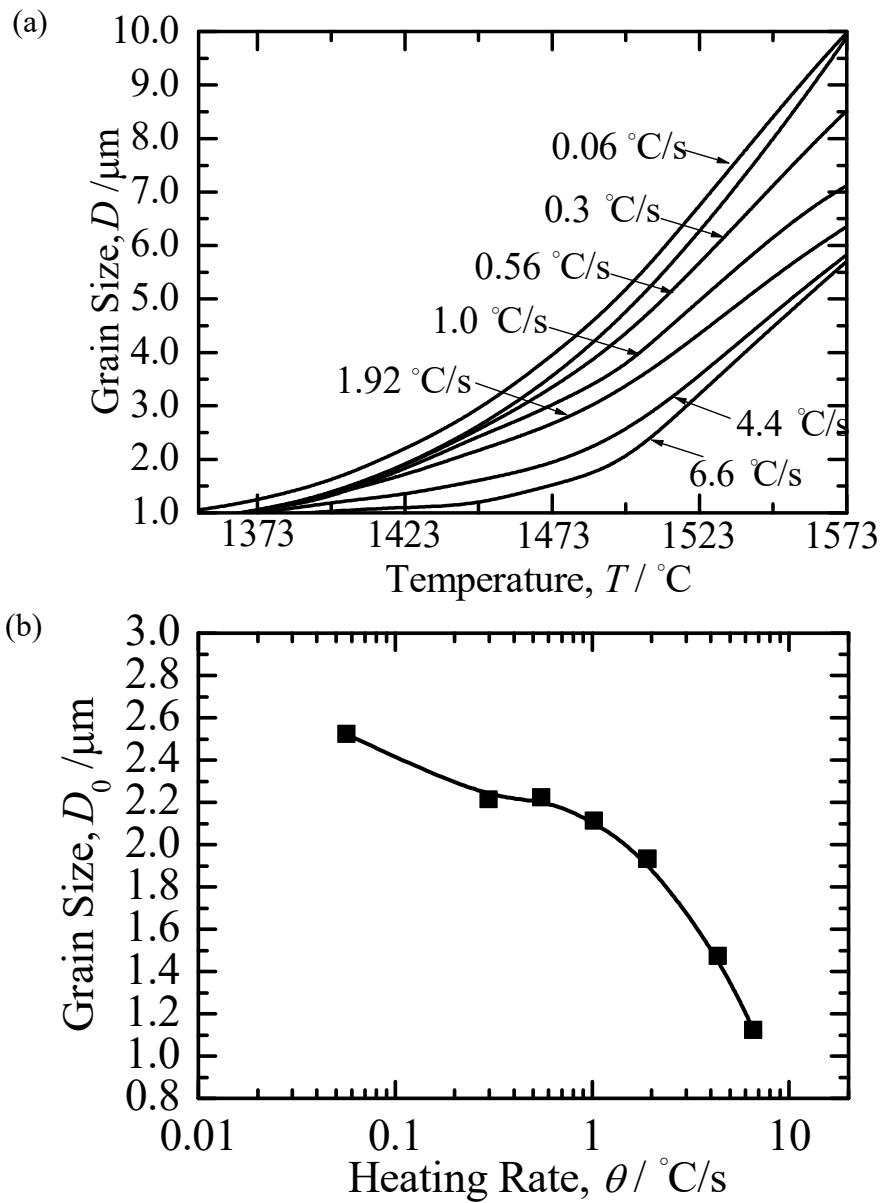 (a)
10.0
9.0
8.0
7.0
6.0
5.0
4.0
3.0
2.0
1.0
Grain Size, D /μm
0.06 °C/s
0.3 °C/s
0.56 °C/s
1.0 °C/s
1.92 °C/s
4.4 °C/s
6.6 °C/s
1373 1423 1473 1523 1573
Temperature, T / °C
(b)
3.0
2.8
2.6
2.4
2.2
2.0
1.8
1.6
1.4
1.2
1.0
0.8
Grain Size, D₀ /μm
0.01 0.1 1 10
Heating Rate, θ / °C/s